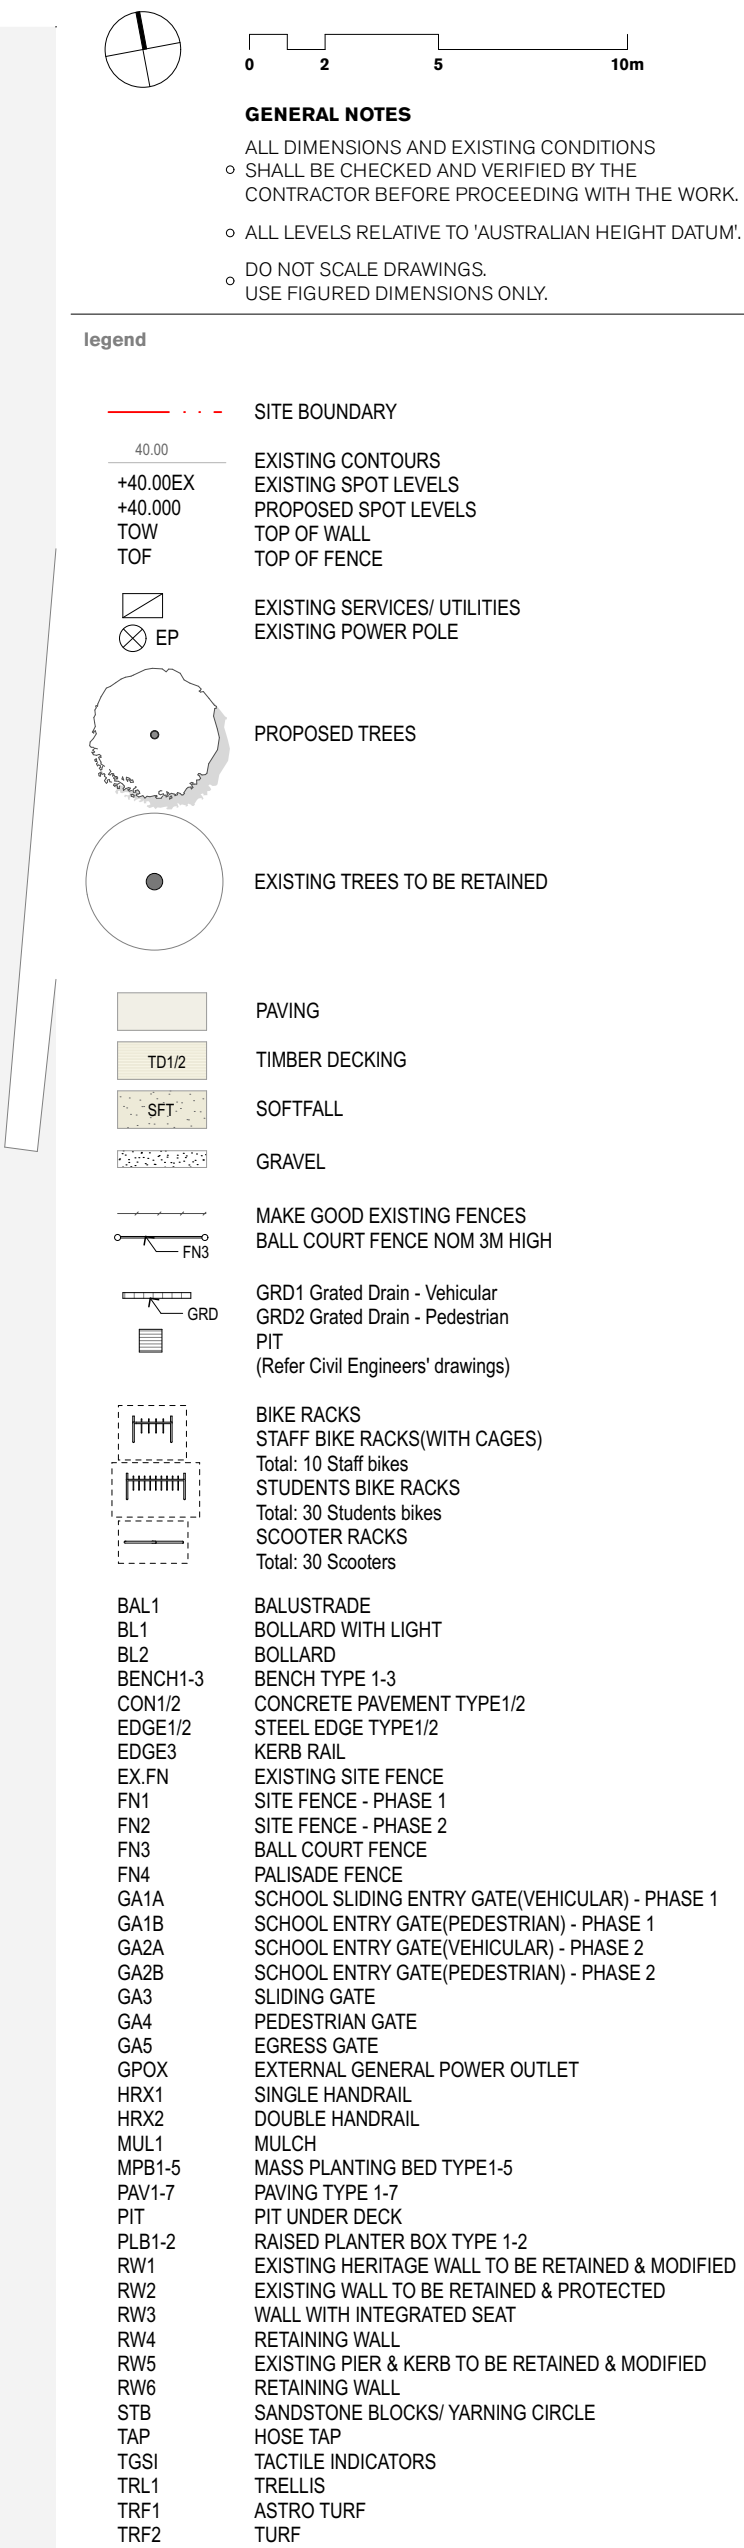 0 2 5 10m
GENERAL NOTES
ALL DIMENSIONS AND EXISTING CONDITIONS
SHALL BE CHECKED AND VERIFIED BY THE
CONTRACTOR BEFORE PROCEEDING WITH THE WORK.
ALL LEVELS RELATIVE TO 'AUSTRALIAN HEIGHT DATUM'.
DO NOT SCALE DRAWINGS.
USE FIGURED DIMENSIONS ONLY.
legend
SITE BOUNDARY
40.00 EXISTING CONTOURS
+40.00EX EXISTING SPOT LEVELS
+40.000 PROPOSED SPOT LEVELS
TOW TOP OF WALL
TOF TOP OF FENCE
EXISTING SERVICES/ UTILITIES
EP EXISTING POWER POLE
PROPOSED TREES
EXISTING TREES TO BE RETAINED
PAVING
TD1/2 TIMBER DECKING
SFT SOFTFALL
GRAVEL
MAKE GOOD EXISTING FENCES
BALL COURT FENCE NOM 3M HIGH
FN3
GRD1 Grated Drain - Vehicular
GRD GRD2 Grated Drain - Pedestrian
PIT
(Refer Civil Engineers' drawings)
BIKE RACKS
STAFF BIKE RACKS(WITH CAGES)
Total: 10 Staff bikes
STUDENTS BIKE RACKS
Total: 30 Students bikes
SCOOTER RACKS
Total: 30 Scooters
BAL1 BALUSTRADE
BL1 BOLLARD WITH LIGHT
BL2 BOLLARD
BENCH1-3 BENCH TYPE 1-3
CON1/2 CONCRETE PAVEMENT TYPE1/2
EDGE1/2 STEEL EDGE TYPE1/2
EDGE3 KERB RAIL
EX.FN EXISTING SITE FENCE
FN1 SITE FENCE - PHASE 1
FN2 SITE FENCE - PHASE 2
FN3 BALL COURT FENCE
FN4 PALISADE FENCE
GA1A SCHOOL SLIDING ENTRY GATE(VEHICULAR) - PHASE 1
GA1B SCHOOL ENTRY GATE(PEDESTRIAN) - PHASE 1
GA2A SCHOOL ENTRY GATE(VEHICULAR) - PHASE 2
GA2B SCHOOL ENTRY GATE(PEDESTRIAN) - PHASE 2
GA3 SLIDING GATE
GA4 PEDESTRIAN GATE
GA5 EGRESS GATE
GPOX EXTERNAL GENERAL POWER OUTLET
HRX1 SINGLE HANDRAIL
HRX2 DOUBLE HANDRAIL
MUL1 MULCH
MPB1-5 MASS PLANTING BED TYPE1-5
PAV1-7 PAVING TYPE 1-7
PIT PIT UNDER DECK
PLB1-2 RAISED PLANTER BOX TYPE 1-2
RW1 EXISTING HERITAGE WALL TO BE RETAINED & MODIFIED
RW2 EXISTING WALL TO BE RETAINED & PROTECTED
RW3 WALL WITH INTEGRATED SEAT
RW4 RETAINING WALL
RW5 EXISTING PIER & KERB TO BE RETAINED & MODIFIED
RW6 RETAINING WALL
STB SANDSTONE BLOCKS/ YARNING CIRCLE
TAP HOSE TAP
TGSI TACTILE INDICATORS
TRL1 TRELLIS
TRF1 ASTRO TURF
TRF2 TURF